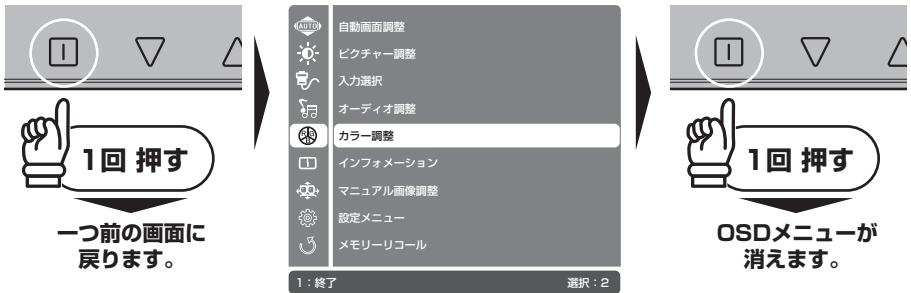 1回 押す
一つ前の画面に
戻ります。
AUTO
自動画面調整
ピクチャー調整
入力選択
オーディオ調整
カラー調整
インフォメーション
マニュアル画像調整
設定メニュー
メモリーリコール
1：終了
選択：2
1回 押す
OSDメニューが
消えます。